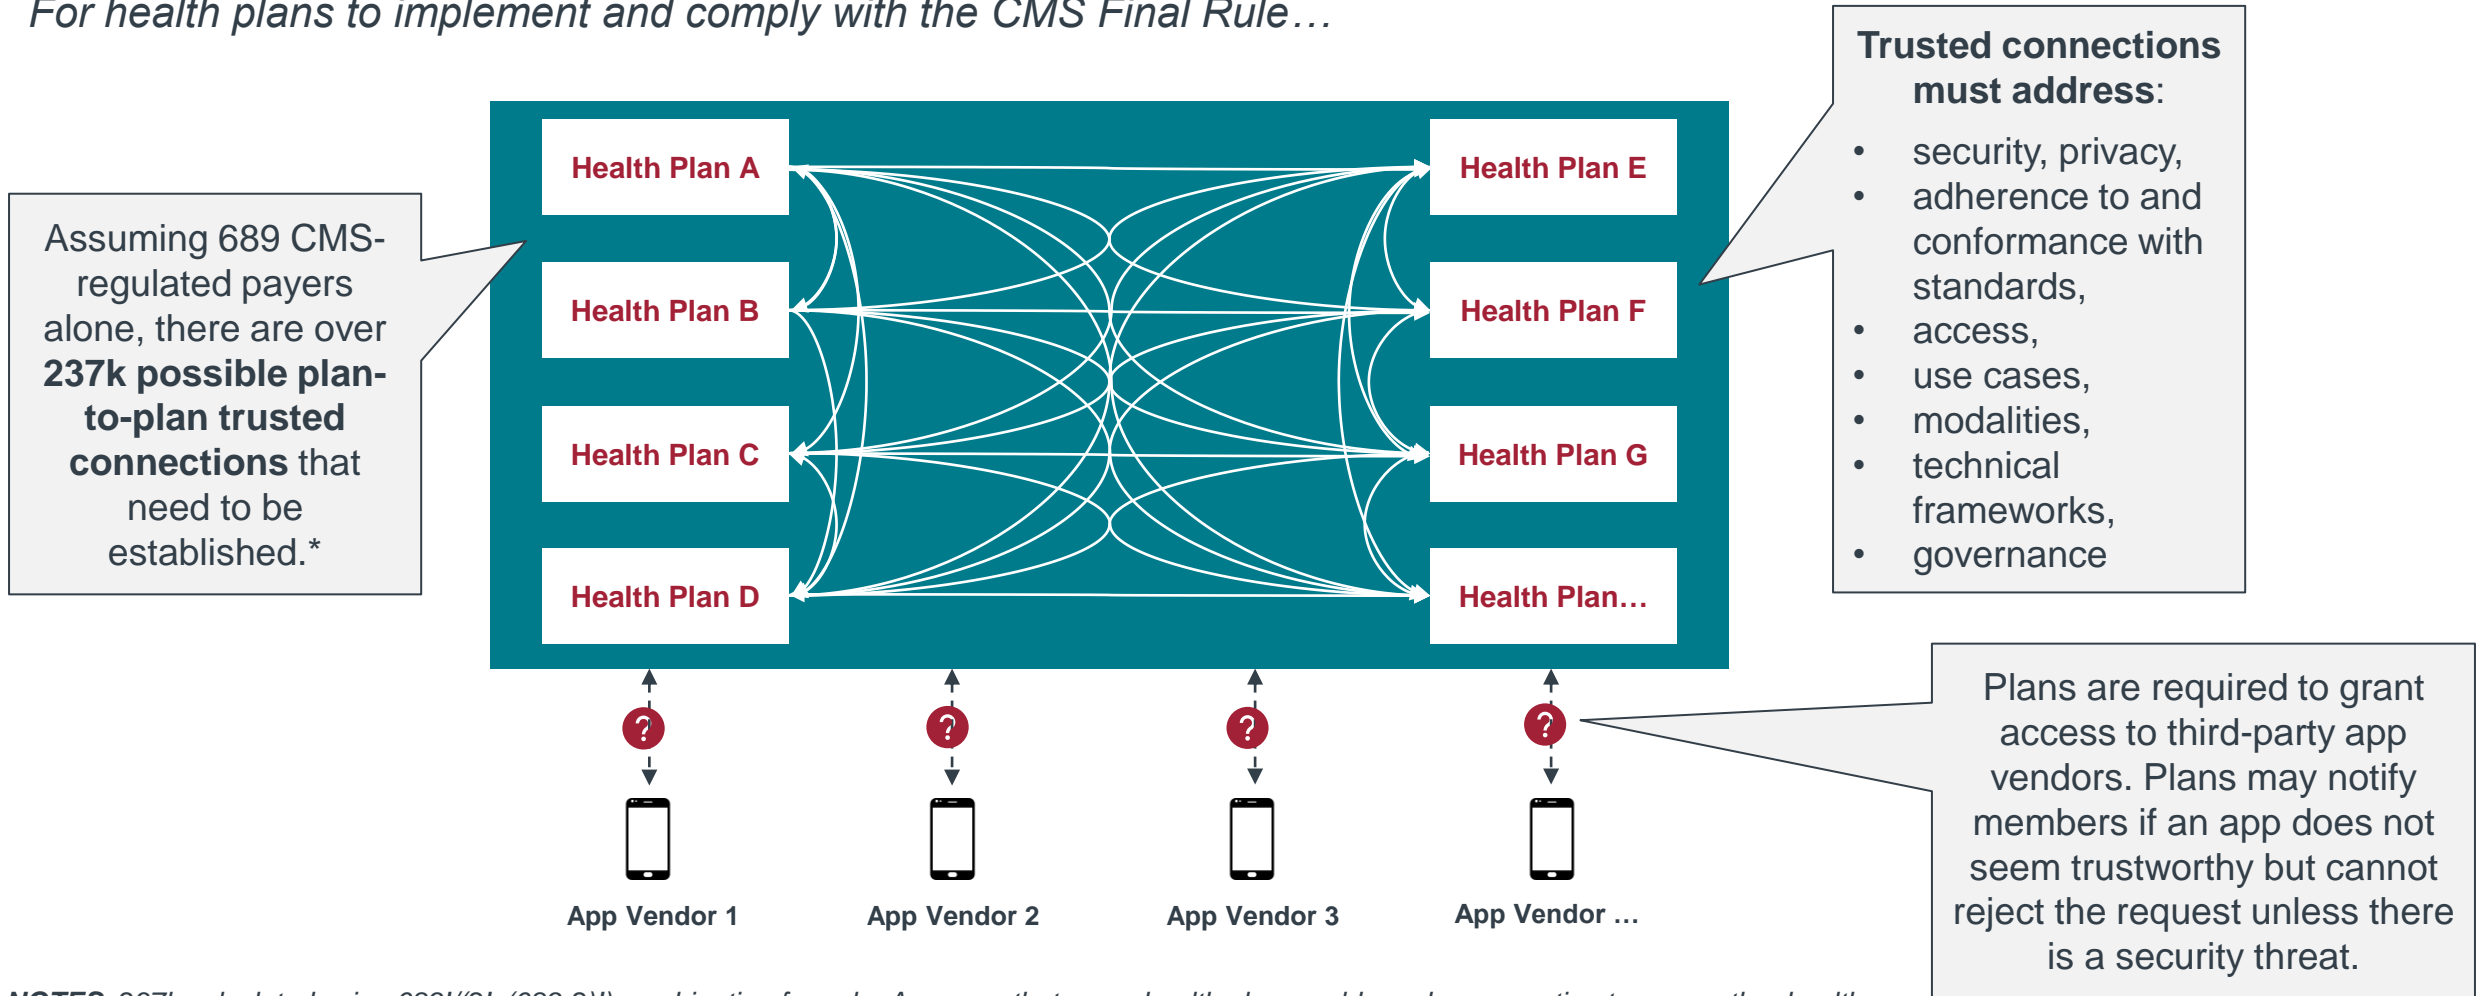 For health plans to implement and comply with the CMS Final Rule…
Trusted connections
must address:
• security, privacy,
• adherence to and
conformance with
standards,
• access,
• use cases,
• modalities,
• technical
frameworks,
• governance
Assuming 689 CMS-
regulated payers
alone, there are over
237k possible plan-
to-plan trusted
connections that
need to be
established.*
Health Plan A
Health Plan B
Health Plan C
Health Plan D
Health Plan E
Health Plan F
Health Plan G
Health Plan…
?
?
?
?
App Vendor 1
App Vendor 2
App Vendor 3
App Vendor …
Plans are required to grant
access to third-party app
vendors. Plans may notify
members if an app does not
seem trustworthy but cannot
reject the request unless there
is a security threat.
NOTES